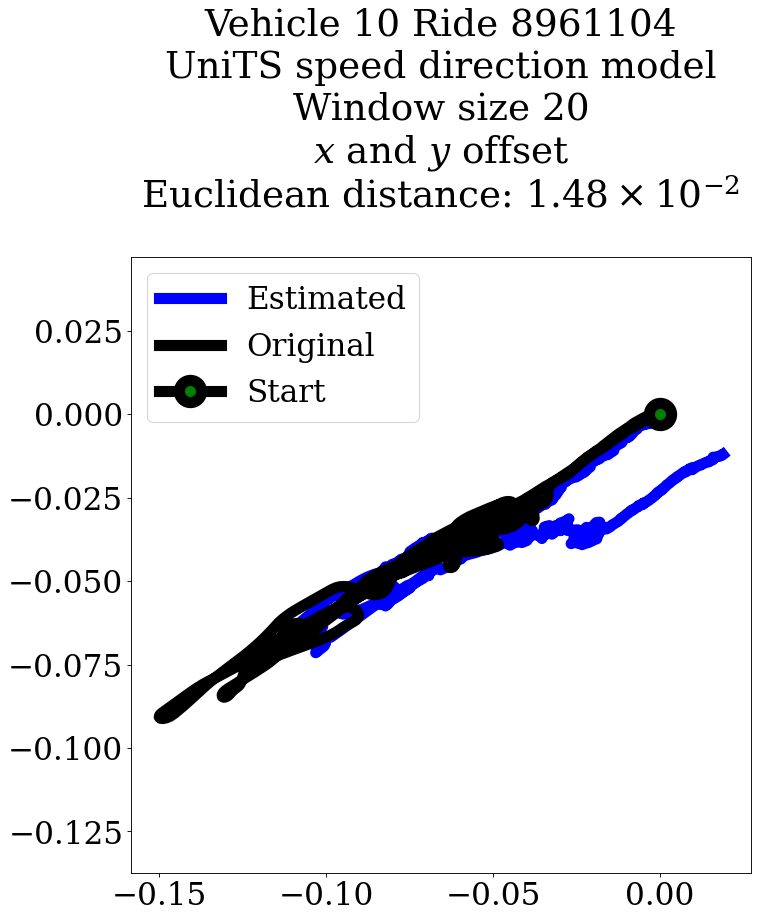 Vehicle 10 Ride 8961104
UniTS speed direction model
Window size 20
x and y offset
Euclidean distance: 1.48 × 10⁻²
Estimated
Original
Start
0.025
0.000
−0.025
−0.050
−0.075
−0.100
−0.125
−0.15 −0.10 −0.05 0.00